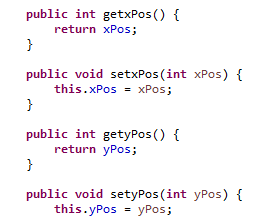 public int getxPos() {
    return xPos;
}

public void setxPos(int xPos) {
    this.xPos = xPos;
}

public int getyPos() {
    return yPos;
}

public void setyPos(int yPos) {
    this.yPos = yPos;